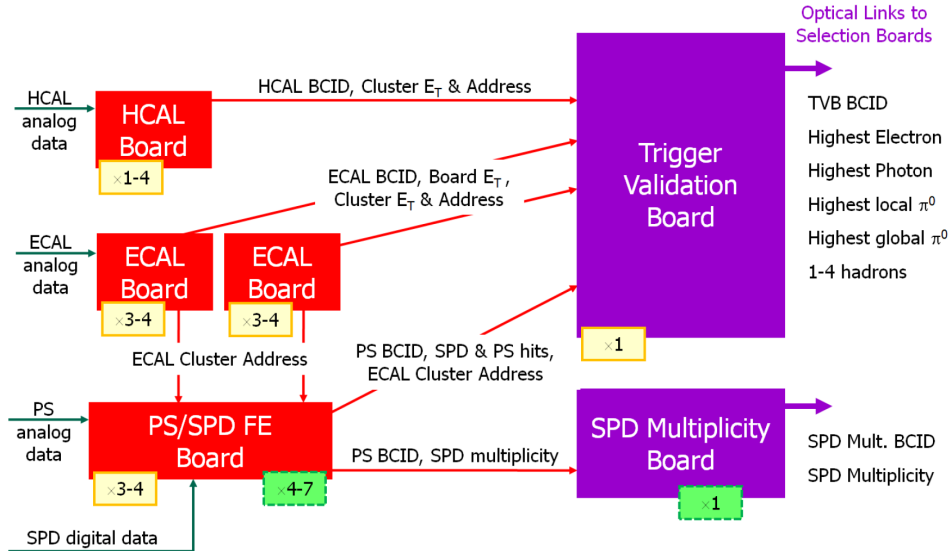 Optical Links to
Selection Boards
HCAL BCID, Cluster E_T & Address
HCAL
analog
data
HCAL
Board
×1-4
TVB BCID
Highest Electron
Highest Photon
Highest local π⁰
Highest global π⁰
1-4 hadrons
Trigger
Validation
Board
×1
ECAL BCID, Board E_T ,
Cluster E_T & Address
ECAL
analog
data
ECAL
Board
×3-4
ECAL
Board
×3-4
ECAL Cluster Address
PS BCID, SPD & PS hits,
ECAL Cluster Address
PS
analog
data
PS/SPD FE
Board
×3-4
×4-7
PS BCID, SPD multiplicity
SPD Multiplicity
Board
×1
SPD Mult. BCID
SPD Multiplicity
SPD digital data